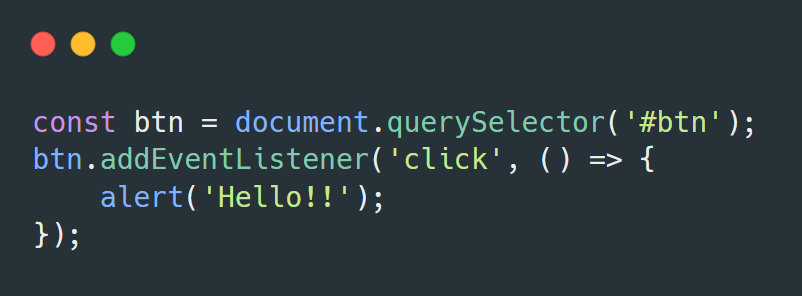 const btn = document.querySelector('#btn');
btn.addEventListener('click', () => {
    alert('Hello!!');
});